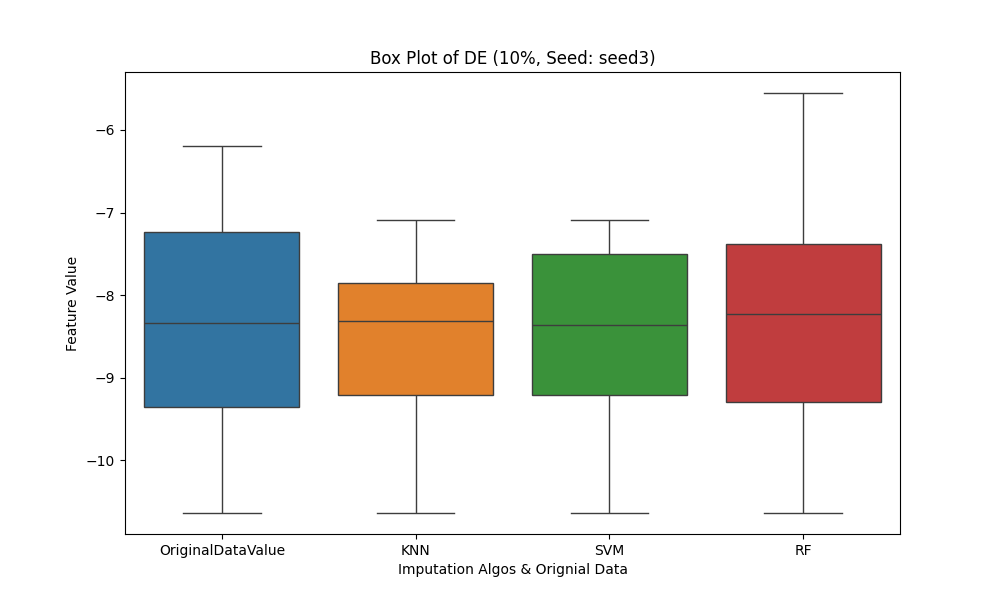 Box Plot of DE (10%, Seed: seed3)
Feature Value
−6
−7
−8
−9
−10
OriginalDataValue
KNN
SVM
RF
Imputation Algos & Orignial Data